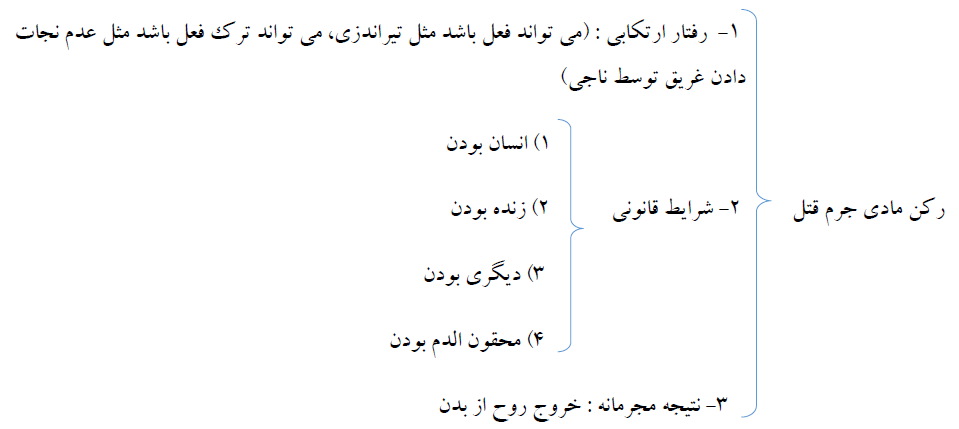 ۱- رفتار ارتکابی : (می تواند فعل باشد مثل تیراندزی، می تواند ترک فعل باشد مثل عدم نجات
دادن غریق توسط ناجی)
۱) انسان بودن
رکن مادی جرم قتل
۲- شرایط قانونی
۲) زنده بودن
۳) دیگری بودن
۴) محقون الدم بودن
۳- نتیجه مجرمانه : خروج روح از بدن